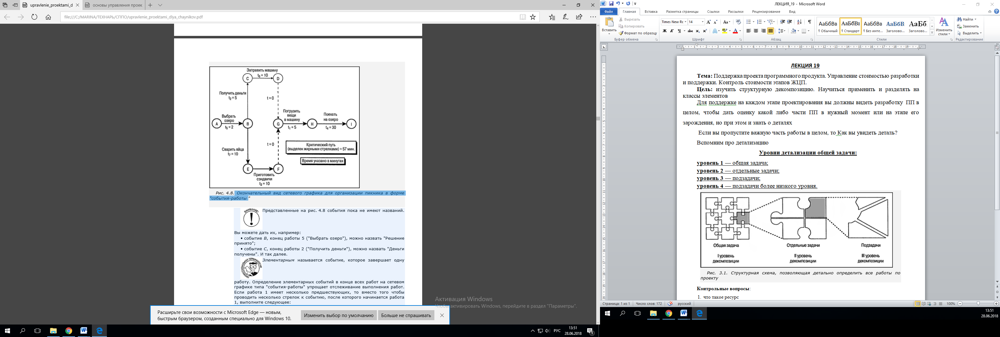 upravlenie_proektami_d
основы управления проек
file:///C:/MARINA/ТЕХНАРЬ/СППО/upravlenie_proektami_dlya_chaynikov.pdf
Заправить машину
t₆ = 10
C
D
Получить деньги
t₂ = 5
t = 0
Погрузить
вещи
в машину
t₁ = 5
Поехать
на озеро
t₄ = 30
Выбрать
озеро
t₅ = 2
A
B
G
H
I
Сварить яйца
t₇ = 10
t = 0
Критический путь
(выделен жирными стрелками) = 57 мин.
Время указано в минутах
E
F
Приготовить
сэндвичи
t₃ = 10
Рис. 4.8. Окончательный вид сетевого графика для организации пикника в форме
"события-работы "
ВНИМАНИЕ!
Представленные на рис. 4.8 события пока не имеют названий.
Вы можете дать их, например:
• событие B, конец работы 5 ("Выбрать озеро"), можно назвать "Решение
принято";
• событие C, конец работы 2 ("Получить деньги"), можно назвать "Деньги
получены". И так далее.
Элементарным называется событие, которое завершает одну
работу. Определение элементарных событий в конце всех работ на сетевом
графике типа "события-работы" упрощает отслеживание выполнения работ.
Если работа 1 имеет несколько предшествующих, то вместо того чтобы
проводить несколько стрелок к событию, после которого начинается работа
1, выполните следующее:
Активация Windows
Чтобы активировать Windows, перейдите в раздел "Параметры".
Расширьте свои возможности с Microsoft Edge — новым,
быстрым браузером, созданным специально для Windows 10.
Изменить выбор по умолчанию
Больше не спрашивать
РУС
13:51
28.06.2018
1
ЛЕКЦИЯ_19 - Microsoft Word
Файл Главная Вставка Разметка страницы Ссылки Рассылки Рецензирование Вид
Вставить
Вырезать
Копировать
Формат по образцу
Буфер обмена
Times New Rc 14
Ж К Ч
Шрифт
Абзац
АаБбВв АаБбВв АаБбВв АаБбВ АаБб
¶ Обычный ¶ Стандарт ¶ Без инте... Заголово... Заголово...
Изменить
стили
Стили
Найти
Заменить
Выделить
Редактирование
ЛЕКЦИЯ 19
Тема: Поддержка проекта программного продукта. Управление стоимостью разработки
и поддержки. Контроль стоимости этапов ЖЦП.
Цель: изучить структурную декомпозицию. Научиться применить и разделять на
классы элементов
Для поддержке на каждом этапе проектирования вы должны видеть разработку ПП в
целом, чтобы дать оценку какой либо части ПП в нужный момент или на этапе его
зарождения, но при этом и знать о деталях
Если вы пропустите важную часть работы в целом, то Как вы увидеть деталь?
Вспомним про детализацию
Уровни детализации общей задачи:
уровень 1 — общая задача;
уровень 2 — отдельные задачи;
уровень 3 — подзадачи;
уровень 4 — подзадачи более низкого уровня.
Общая задача
Отдельные задачи
Подзадачи
I уровень
декомпозиции
II уровень
декомпозиции
III уровень
декомпозиции
Рис. 3.1. Структурная схема, позволяющая детально определить все работы по
проекту
Контрольные вопросы:
1. что такое ресурс
Страница: 1 из 1 Число слов: 172 русский
100%
13:51
28.06.2018